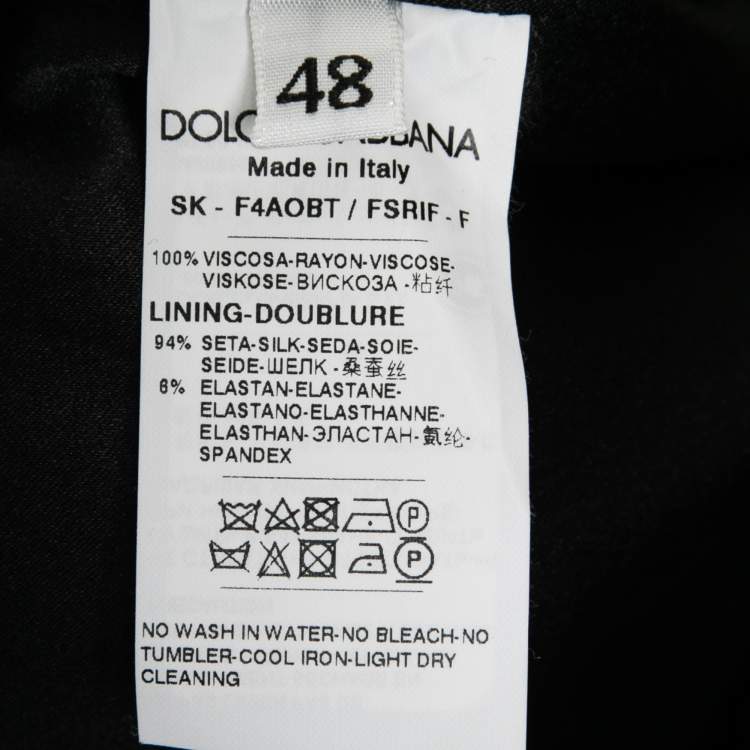 48
Made in Italy
SK - F4AOBT / FSRIF - F
100% VISCOSA-RAYON-VISCOSE-
VISKOSE-ВИСКОЗА -粘纤
LINING-DOUBLURE
94% SETA-SILK-SEDA-SOIE-
SEIDE-ШЕЛК -桑蚕丝
6% ELASTAN-ELASTANE-
ELASTANO-ELASTHANNE-
ELASTHAN-ЭЛАСТАН-氨纶-
SPANDEX
P
P
NO WASH IN WATER-NO BLEACH-NO
TUMBLER-COOL IRON-LIGHT DRY
CLEANING